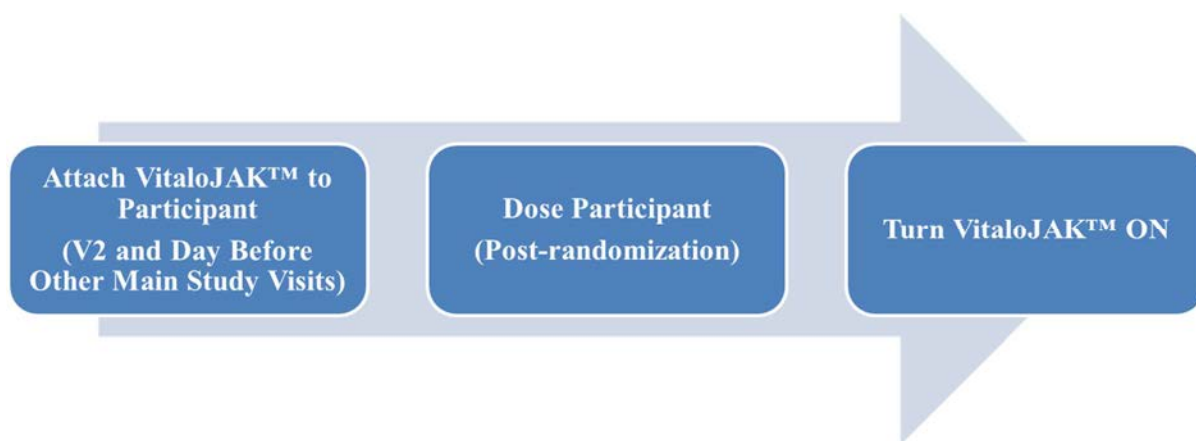 Attach VitaloJAK™ to
Participant
(V2 and Day Before
Other Main Study Visits)
Dose Participant
(Post-randomization)
Turn VitaloJAK™ ON